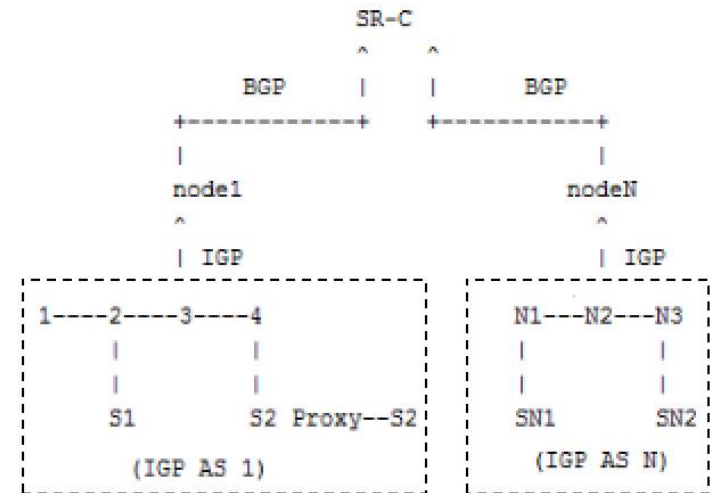 SR-C
^ ^
BGP | | BGP
+------------+ +-----------+
| |
node1 nodeN
^ ^
| IGP | IGP
1----2----3----4 N1---N2---N3
| | | |
| | | |
S1 S2 Proxy--S2 SN1 SN2
(IGP AS 1) (IGP AS N)